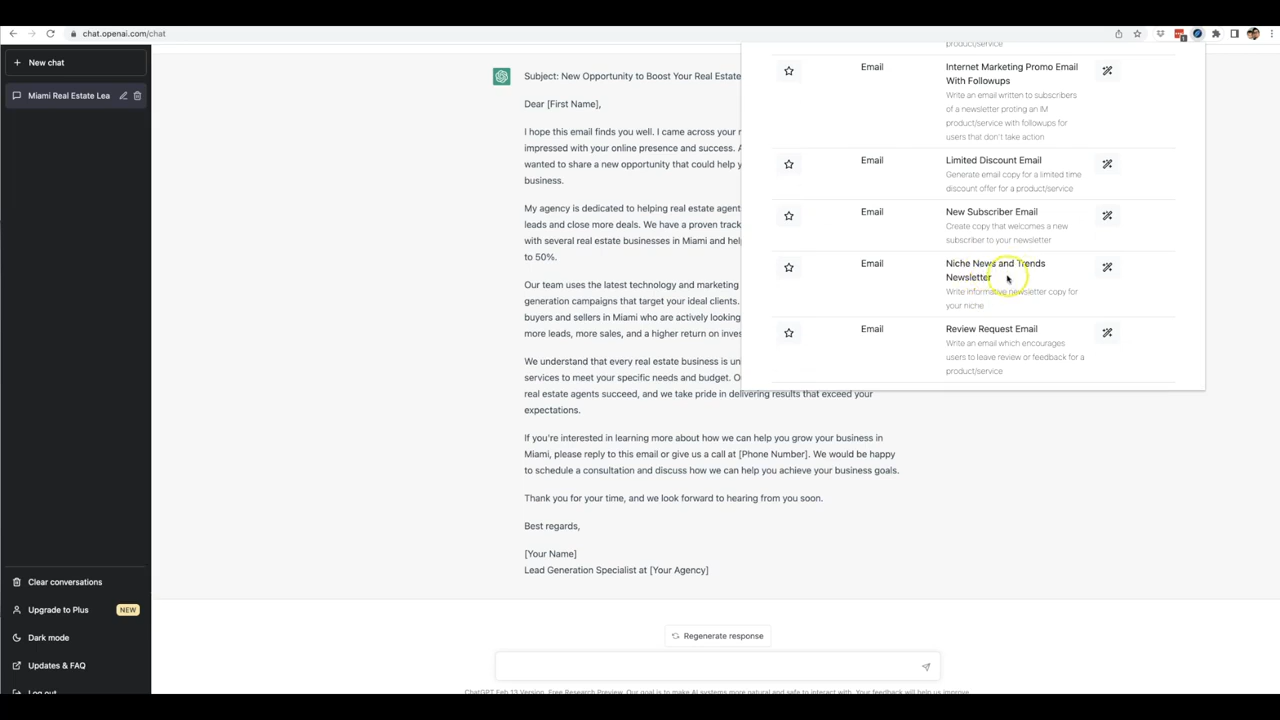 chat.openai.com/chat
New chat
Miami Real Estate Lea
Clear conversations
Upgrade to Plus
NEW
Dark mode
Updates & FAQ
Log out
Subject: New Opportunity to Boost Your Real Estate
Dear [First Name],
I hope this email finds you well. I came across your
impressed with your online presence and success. A
wanted to share a new opportunity that could help y
business.
My agency is dedicated to helping real estate agent
leads and close more deals. We have a proven track
with several real estate businesses in Miami and hel
to 50%.
Our team uses the latest technology and marketing
generation campaigns that target your ideal clients.
buyers and sellers in Miami who are actively looking
more leads, more sales, and a higher return on inves
We understand that every real estate business is un
services to meet your specific needs and budget. O
real estate agents succeed, and we take pride in delivering results that exceed your
expectations.
If you're interested in learning more about how we can help you grow your business in
Miami, please reply to this email or give us a call at [Phone Number]. We would be happy
to schedule a consultation and discuss how we can help you achieve your business goals.
Thank you for your time, and we look forward to hearing from you soon.
Best regards,
[Your Name]
Lead Generation Specialist at [Your Agency]
product/service
Email
Internet Marketing Promo Email
With Followups
Write an email written to subscribers
of a newsletter proting an IM
product/service with followups for
users that don't take action
Email
Limited Discount Email
Generate email copy for a limited time
discount offer for a product/service
Email
New Subscriber Email
Create copy that welcomes a new
subscriber to your newsletter
Email
Niche News and Trends
Newsletter
Write informative newsletter copy for
your niche
Email
Review Request Email
Write an email which encourages
users to leave review or feedback for a
product/service
Regenerate response
ChatGPT Feb 13 Version. Free Research Preview. Our goal is to make AI systems more natural and safe to interact with. Your feedback will help us improve.